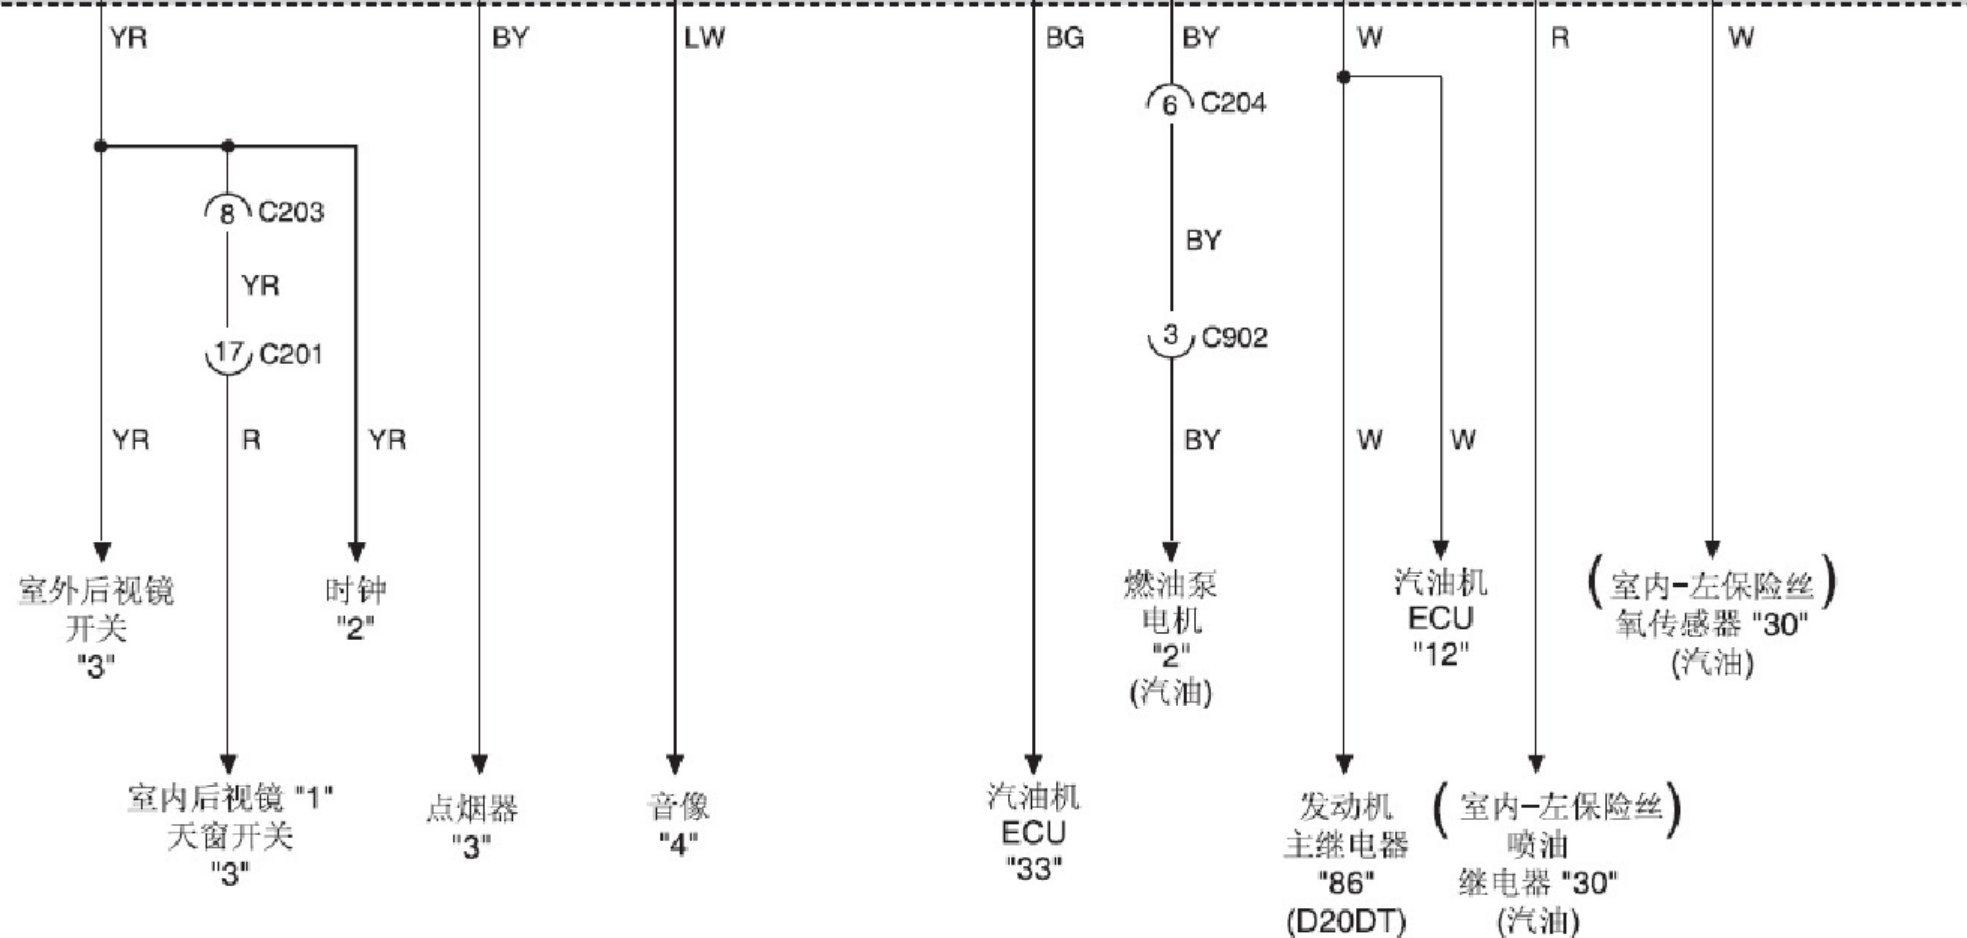 YR BY LW BG BY W R W
6 C204
8 C203
BY
YR
3 C902
17 C201
YR R YR BY W W
室外后视镜
开关
"3"
时钟
"2"
燃油泵
电机
"2"
(汽油)
汽油机
ECU
"12"
(室内-左保险丝)
氧传感器 "30"
(汽油)
室内后视镜 "1"
天窗开关
"3"
点烟器
"3"
音像
"4"
汽油机
ECU
"33"
发动机
主继电器
"86"
(D20DT)
(室内-左保险丝)
喷油
继电器 "30"
(汽油)